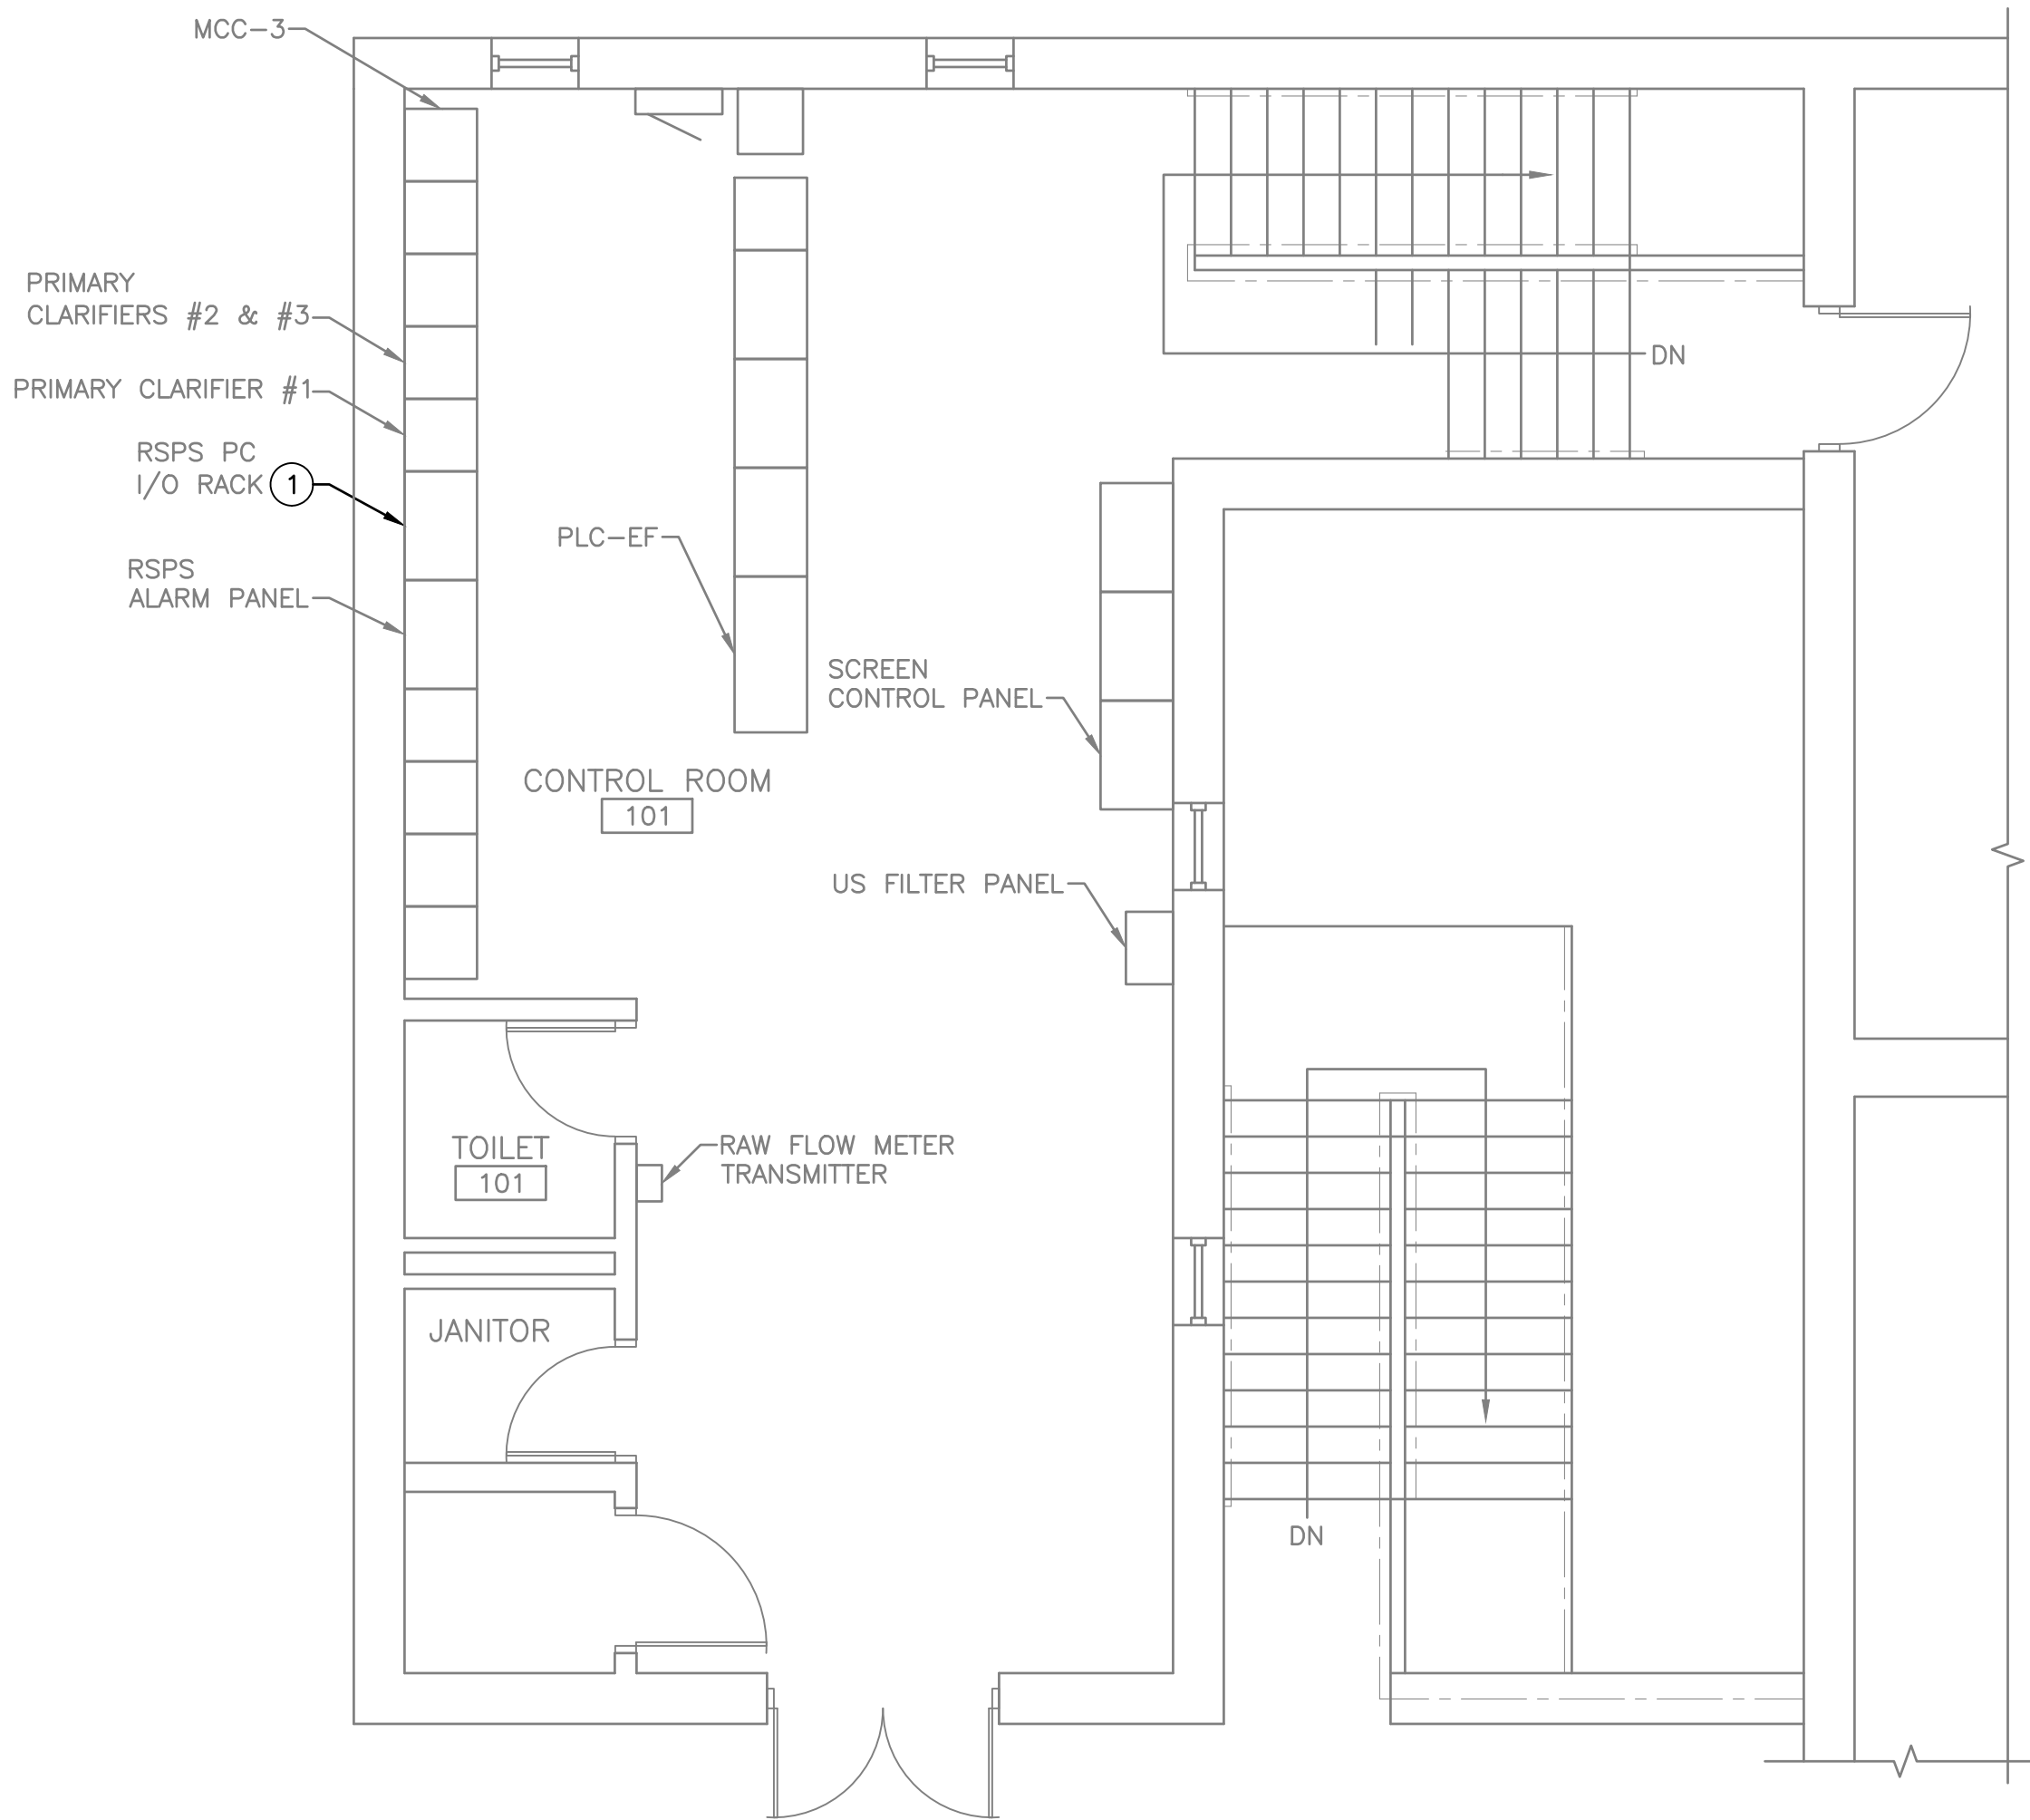 MCC-3
PRIMARY
CLARIFIERS #2 & #3
PRIMARY CLARIFIER #1
RSPS PC
I/O RACK 1
RSPS
ALARM PANEL
PLC-EF
DN
SCREEN
CONTROL PANEL
CONTROL ROOM
101
US FILTER PANEL
RAW FLOW METER
TRANSMITTER
TOILET
101
JANITOR
DN